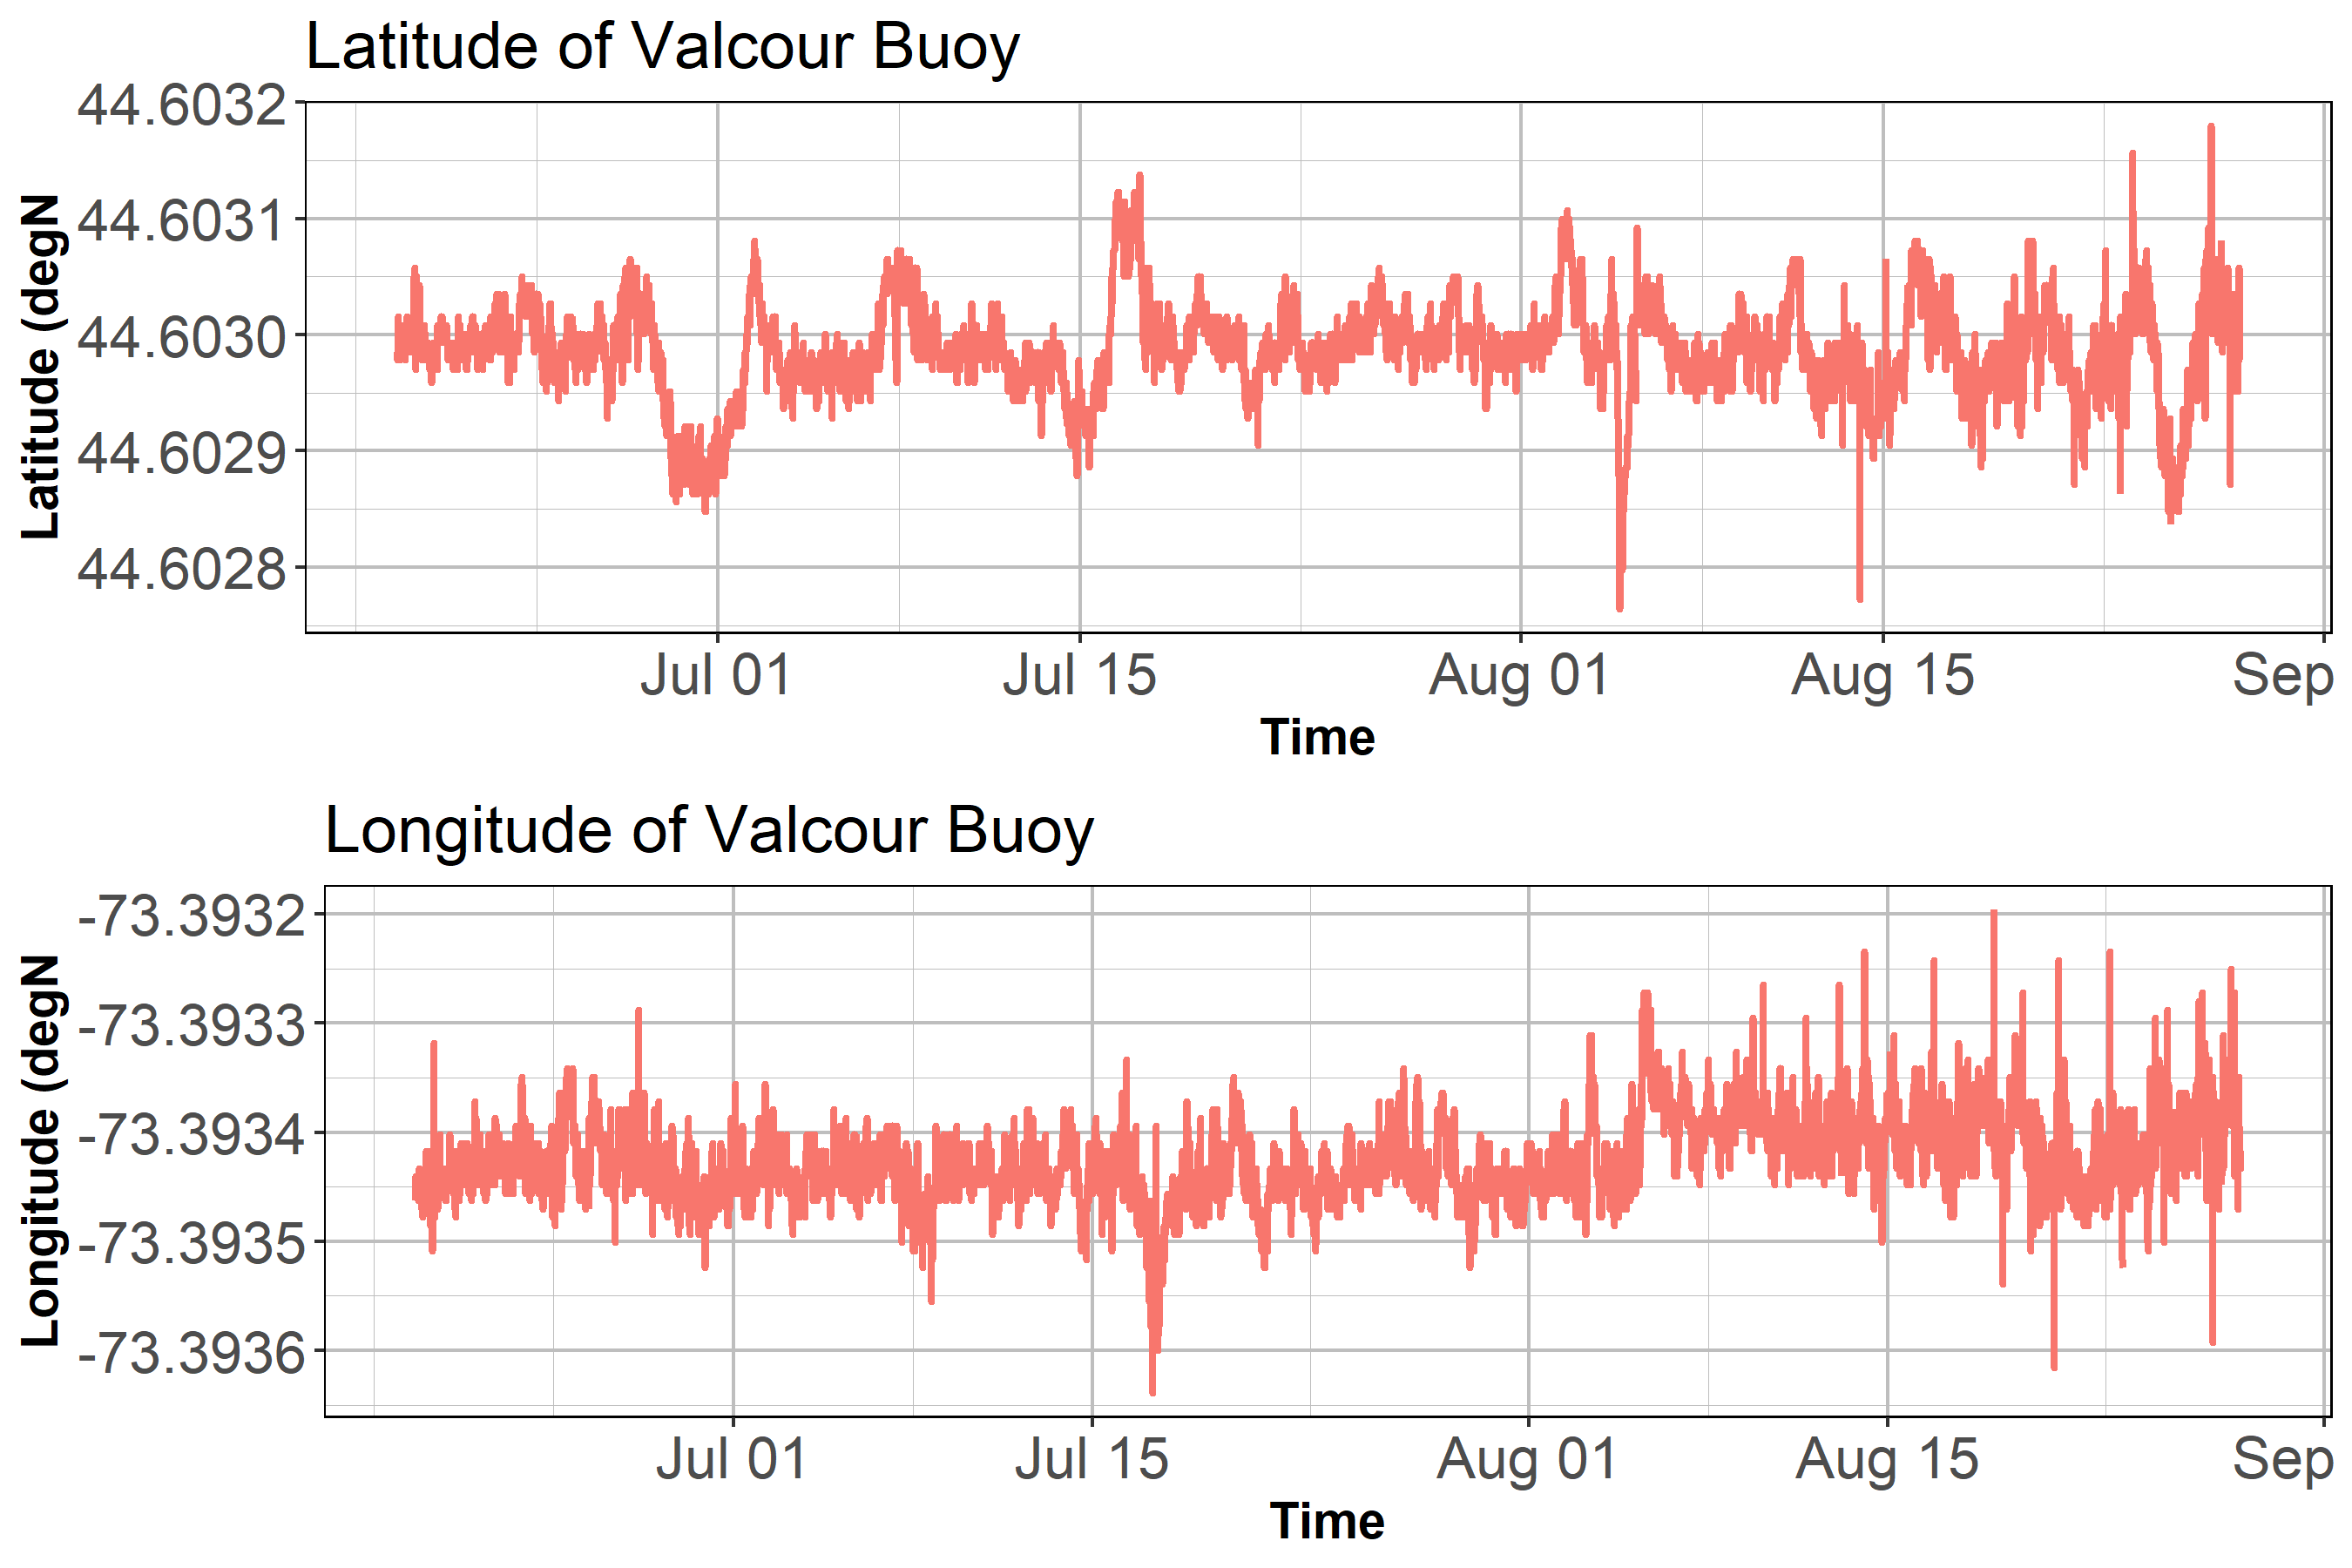 Latitude of Valcour Buoy
44.6032
44.6031
44.6030
44.6029
44.6028
Latitude (degN
Jul 01 Jul 15 Aug 01 Aug 15 Sep
Time
Longitude of Valcour Buoy
-73.3932
-73.3933
-73.3934
-73.3935
-73.3936
Longitude (degN
Jul 01 Jul 15 Aug 01 Aug 15 Sep
Time